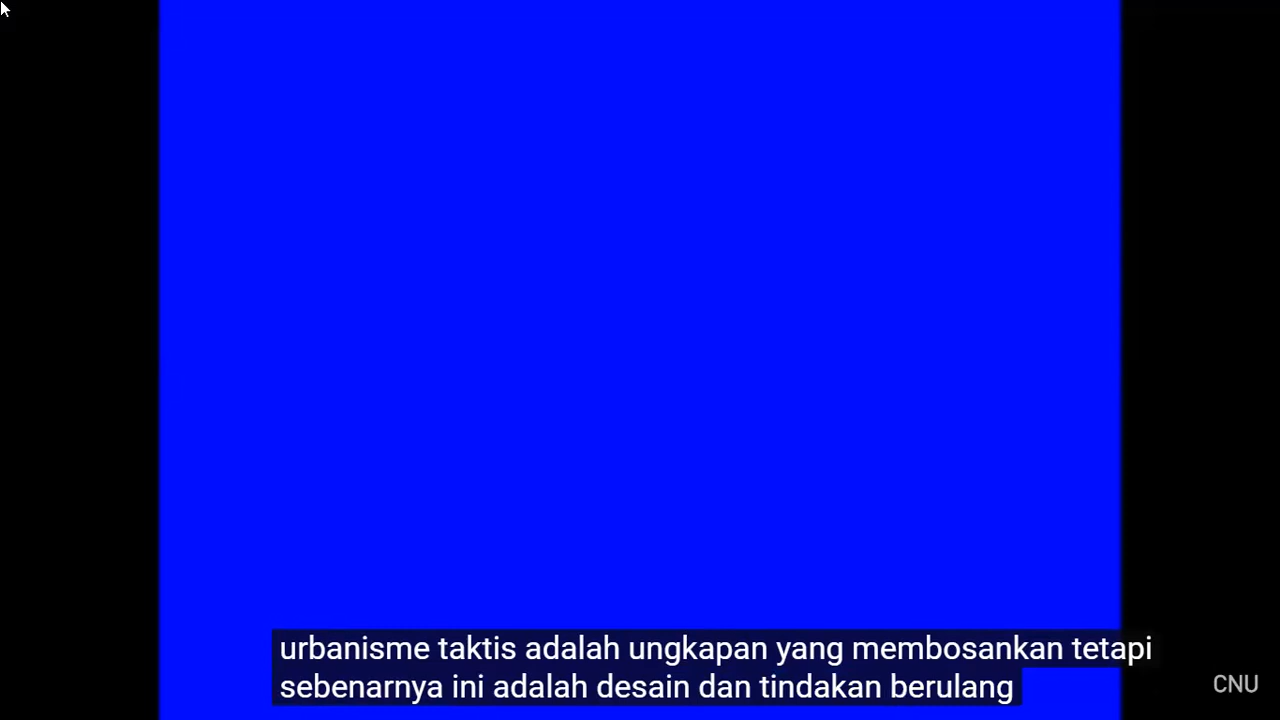 urbanisme taktis adalah ungkapan yang membosankan tetapi
sebenarnya ini adalah desain dan tindakan berulang
CNU